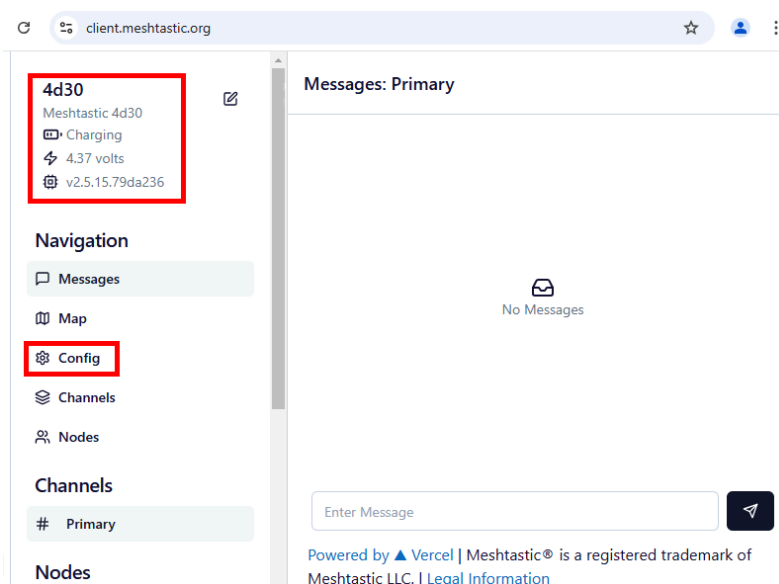 client.meshtastic.org
4d30
Meshtastic 4d30
Charging
4.37 volts
v2.5.15.79da236
Navigation
Messages
Map
Config
Channels
Nodes
Channels
# Primary
Nodes
Messages: Primary
No Messages
Enter Message
Powered by ▲ Vercel | Meshtastic® is a registered trademark of
Meshtastic LLC. | Legal Information